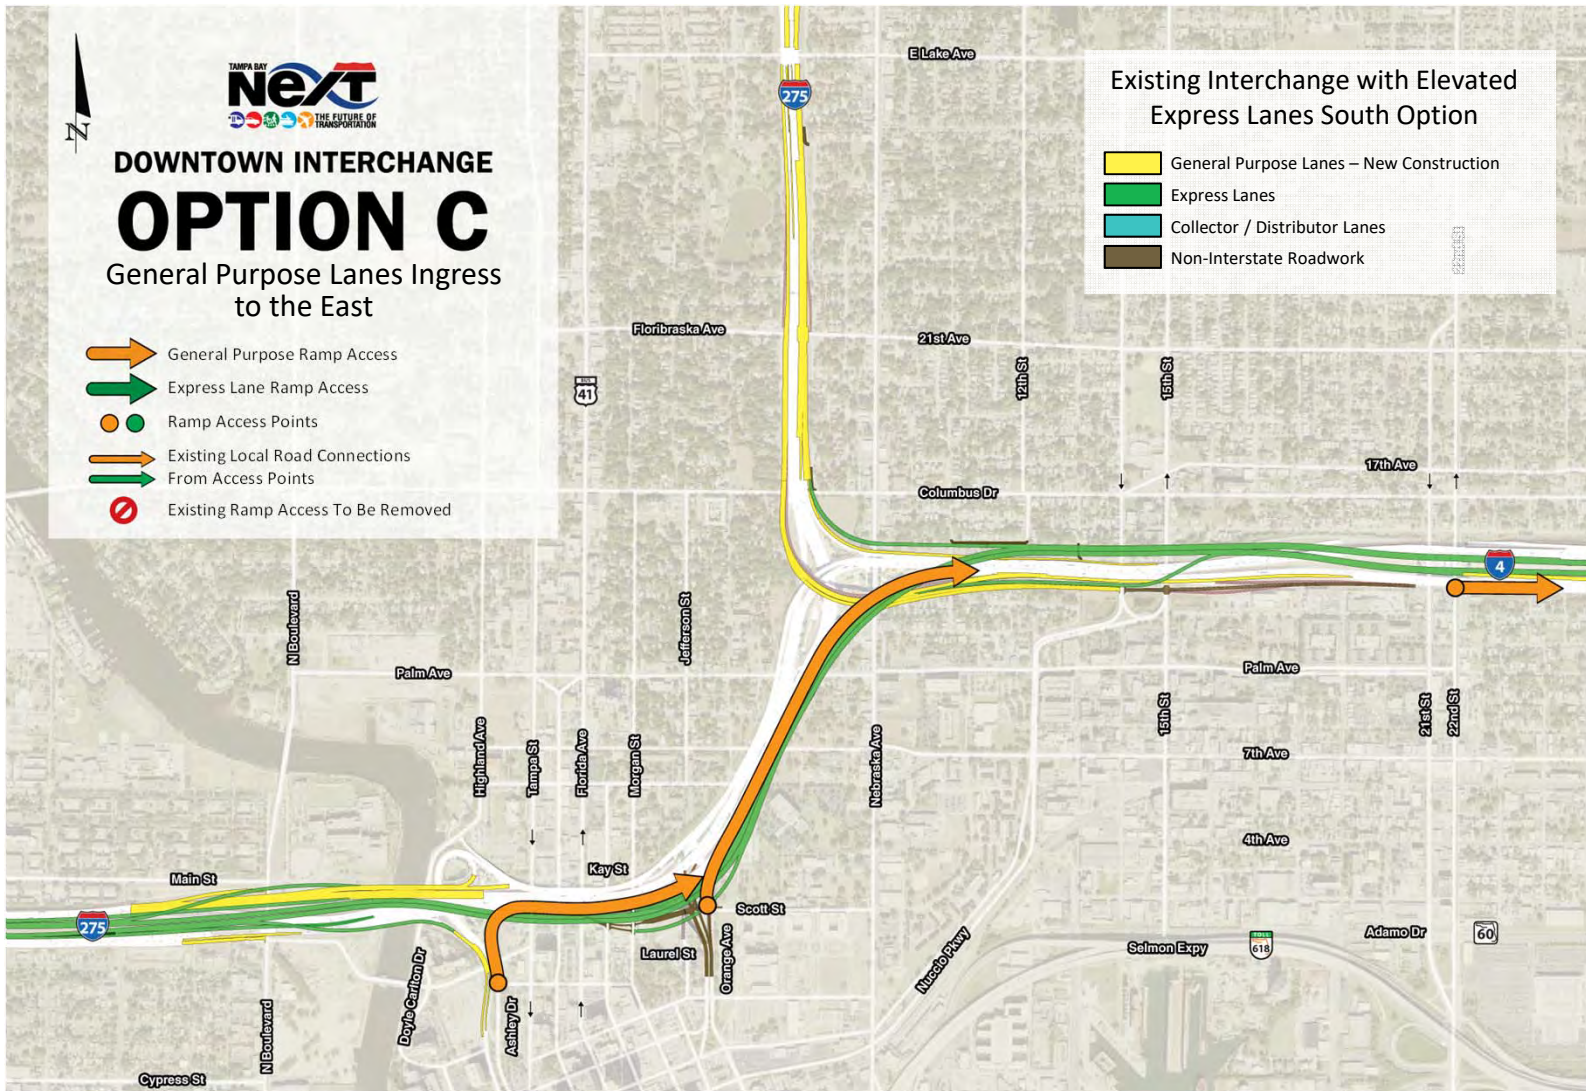 TAMPA BAY
NexT
THE FUTURE OF
TRANSPORTATION
DOWNTOWN INTERCHANGE
OPTION C
General Purpose Lanes Ingress
to the East
General Purpose Ramp Access
Express Lane Ramp Access
Ramp Access Points
Existing Local Road Connections
From Access Points
Existing Ramp Access To Be Removed
N
Existing Interchange with Elevated
Express Lanes South Option
General Purpose Lanes – New Construction
Express Lanes
Collector / Distributor Lanes
Non-Interstate Roadwork
E Lake Ave
275
Floribraska Ave
21st Ave
12th St
15th St
41
17th Ave
Columbus Dr
4
N Boulevard
Jefferson St
Palm Ave
Palm Ave
15th St
21st St
22nd St
Highland Ave
Tampa St
Florida Ave
Morgan St
Nebraska Ave
7th Ave
4th Ave
Kay St
Main St
275
Scott St
Laurel St
Orange Ave
Nuccio Pkwy
Selmon Expy
TOLL
618
Adamo Dr
60
Doyle Carlton Dr
Ashley Dr
N Boulevard
Cypress St